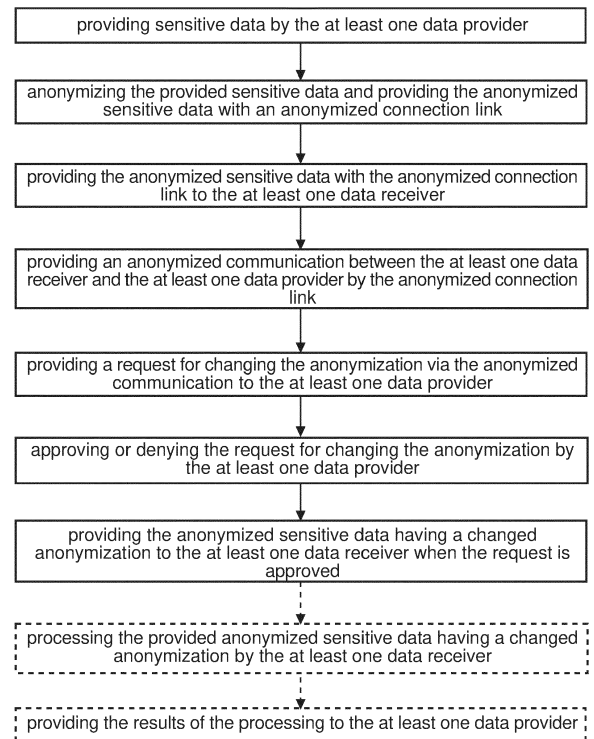 providing sensitive data by the at least one data provider
anonymizing the provided sensitive data and providing the anonymized
sensitive data with an anonymized connection link
providing the anonymized sensitive data with the anonymized connection
link to the at least one data receiver
providing an anonymized communication between the at least one data
receiver and the at least one data provider by the anonymized connection
link
providing a request for changing the anonymization via the anonymized
communication to the at least one data provider
approving or denying the request for changing the anonymization by
the at least one data provider
providing the anonymized sensitive data having a changed
anonymization to the at least one data receiver when the request is
approved
processing the provided anonymized sensitive data having a changed
anonymization by the at least one data receiver
providing the results of the processing to the at least one data provider